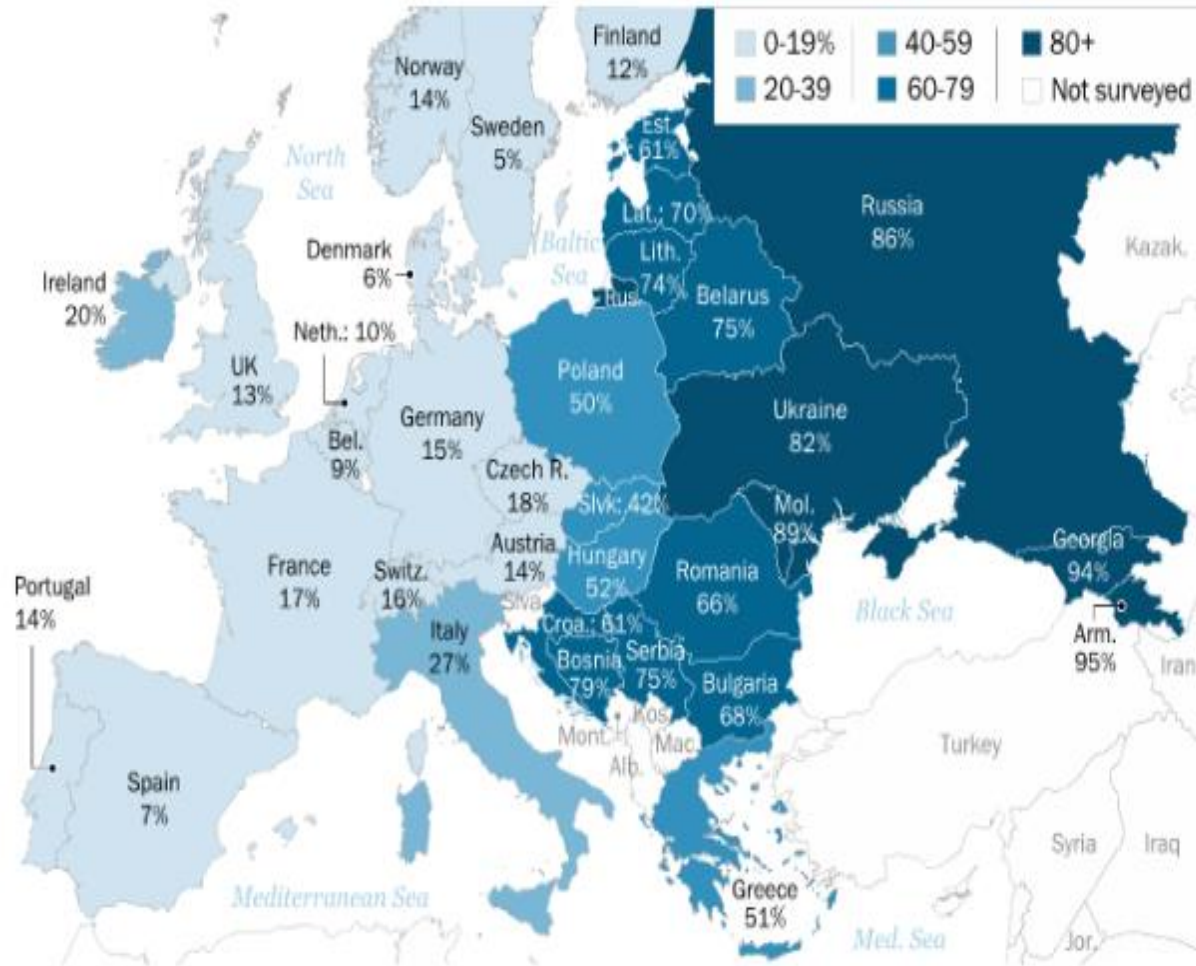 0-19%
20-39
40-59
60-79
80+
Not surveyed
Finland
12%
Norway
14%
Sweden
5%
North
Sea
Est.
61%
Russia
86%
Kazak.
Lat.: 70%
Baltic
Sea
Denmark
6%
Lith.
74%
Ireland
20%
Rus.
Belarus
75%
Neth.: 10%
UK
13%
Poland
50%
Ukraine
82%
Germany
15%
Bel.
9%
Czech R.
18%
Slvk: 42%
Mol.
89%
Austria
14%
Hungary
52%
Georgia
94%
France
17%
Switz.
16%
Romania
66%
Portugal
14%
Slva.
Black Sea
Croa.: 61%
Italy
27%
Arm.
95%
Bosnia
79%
Serbia
75%
Iran
Bulgaria
68%
Kos.
Mont.
Mac.
Alb.
Turkey
Spain
7%
Syria
Iraq
Mediterranean Sea
Greece
51%
Med. Sea
Jor.